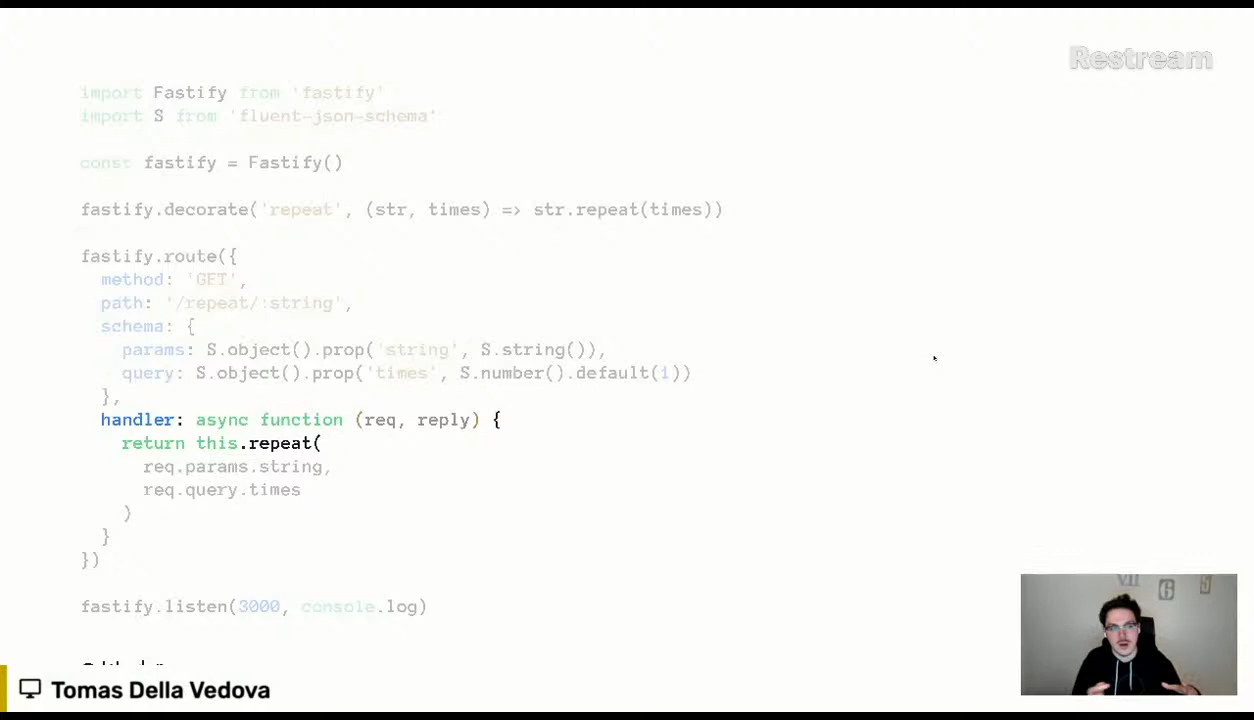 Restream
import Fastify from 'fastify'
import S from 'fluent-json-schema'
const fastify = Fastify()
fastify.decorate('repeat', (str, times) => str.repeat(times))
fastify.route({
method: 'GET',
path: '/repeat/:string',
schema: {
params: S.object().prop('string', S.string()),
query: S.object().prop('times', S.number().default(1))
},
handler: async function (req, reply) {
return this.repeat(
req.params.string,
req.query.times
)
}
})
fastify.listen(3000, console.log)
Tomas Della Vedova